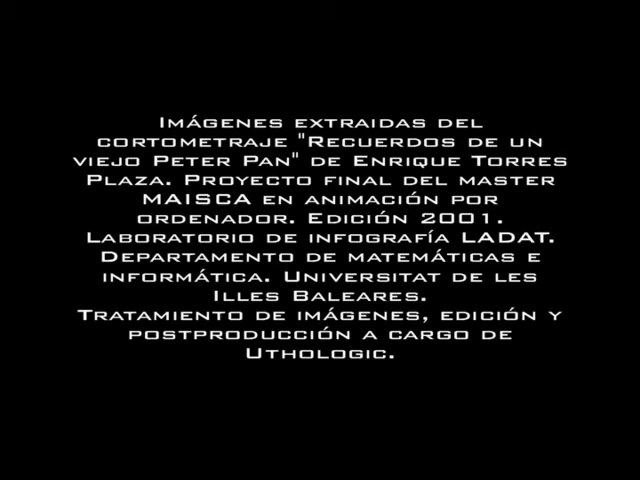 Imágenes extraidas del
cortometraje "Recuerdos de un
viejo Peter Pan" de Enrique Torres
Plaza. Proyecto final del master
MAISCA en animación por
ordenador. Edición 2001.
Laboratorio de infografía LADAT.
Departamento de matemáticas e
informática. Universitat de les
Illes Baleares.
Tratamiento de imágenes, edición y
postproducción a cargo de
Uthologic.